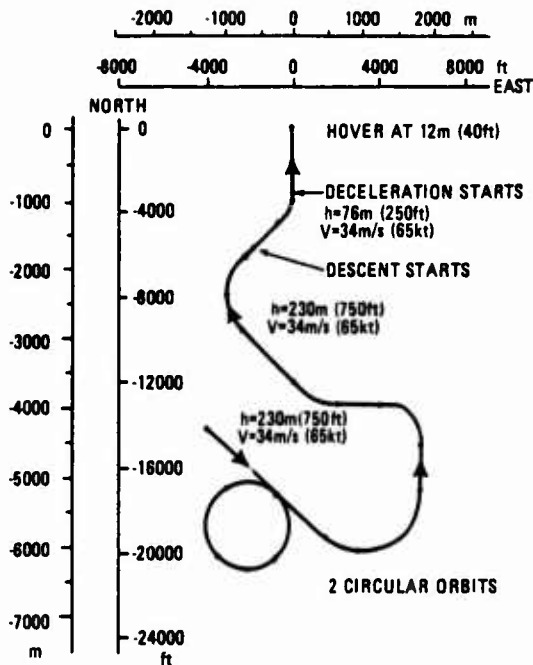 -2000 -1000 0 1000 2000 m
-8000 -4000 0 4000 8000 ft
EAST
NORTH
0 -0 HOVER AT 12m (40ft)
-1000 DECELERATION STARTS
-4000 h=76m (250ft)
V=34m/s (65kt)
-2000 DESCENT STARTS
-8000 h=230m (750ft)
V=34m/s (65kt)
-3000
-12000
-4000
h=230m(750ft)
V=34m/s (65kt)
-16000
-5000
-6000 -20000
2 CIRCULAR ORBITS
-7000
-24000
m ft